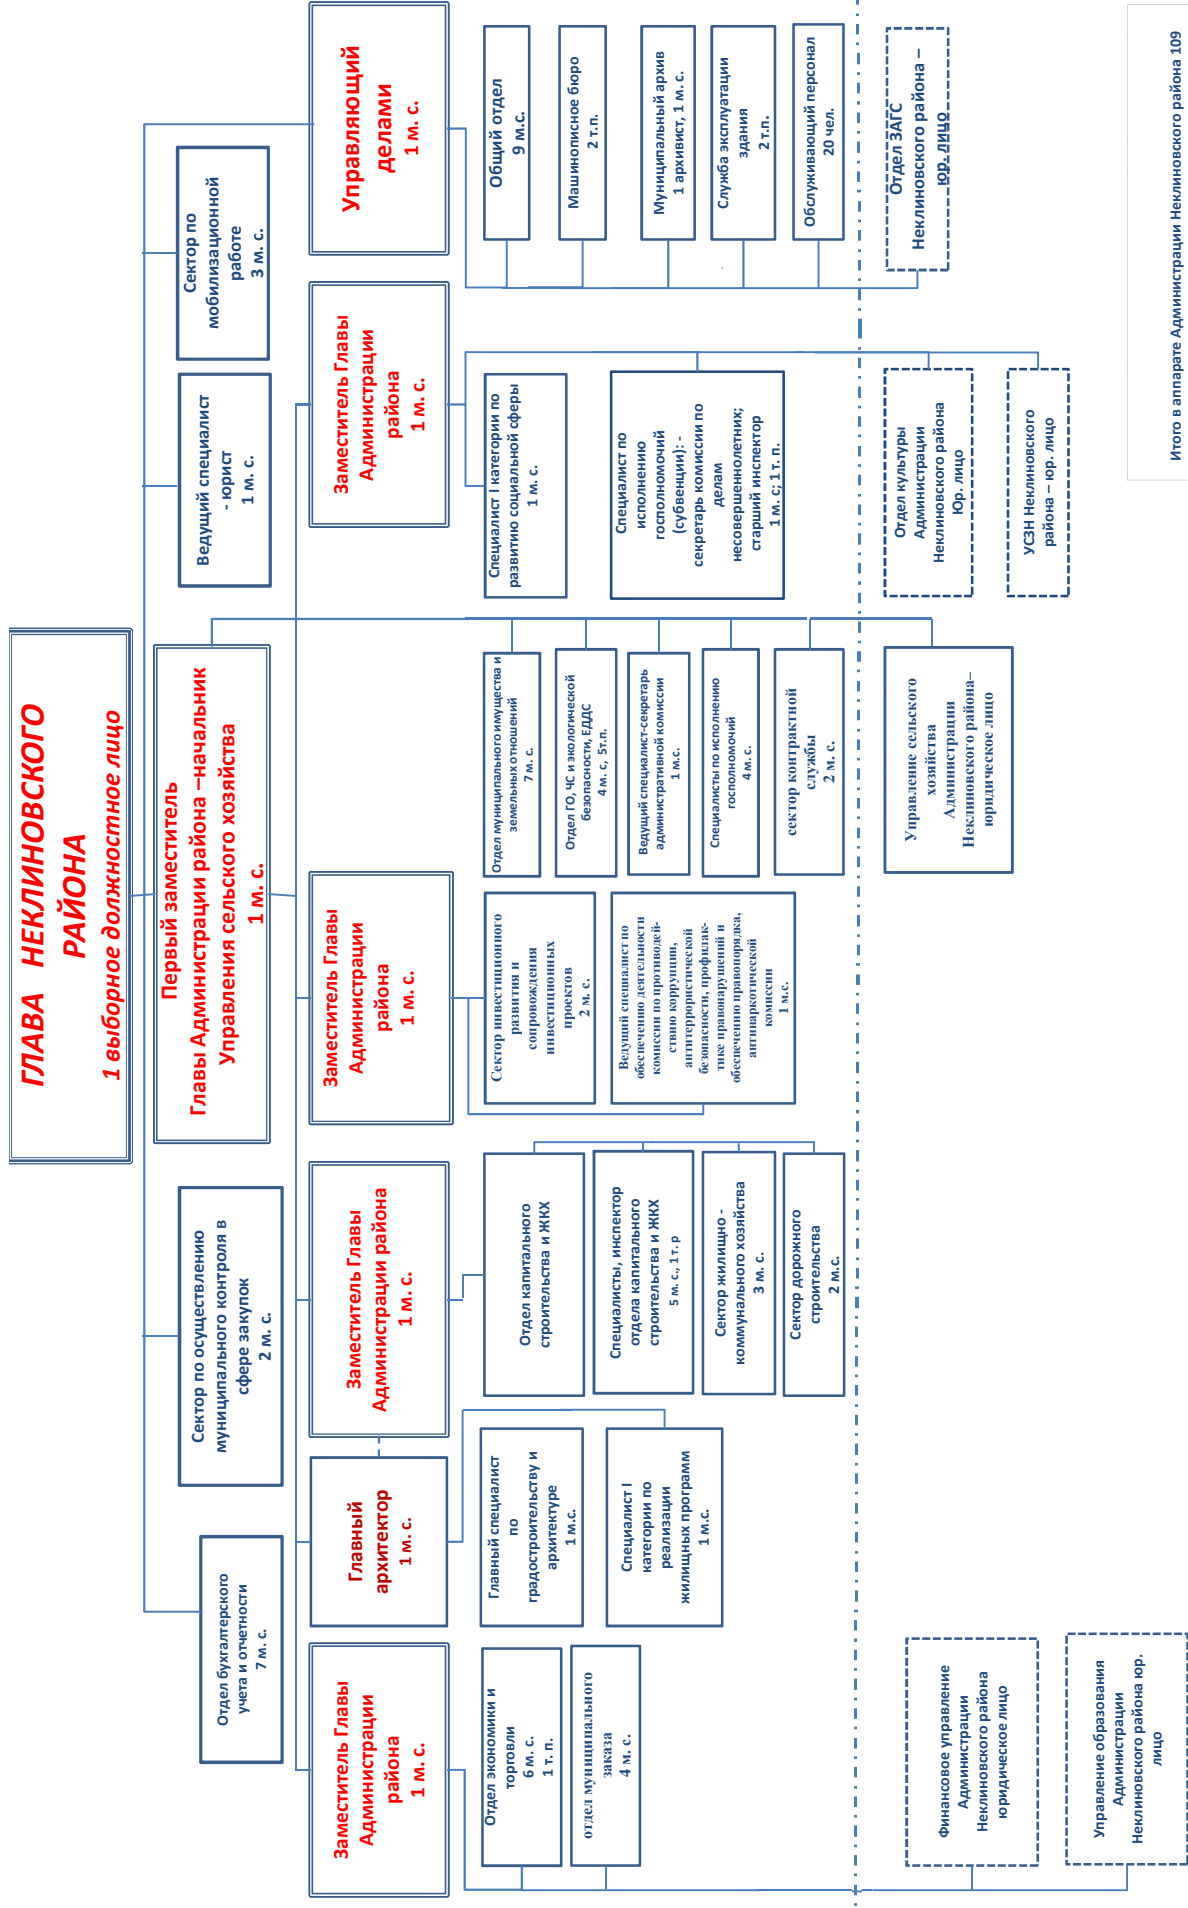 ГЛАВА НЕКЛИНОВСКОГО
РАЙОНА
1 выборное должностное лицо
Первый заместитель
Главы Администрации район –начальник
Управления сельского хозяйства
1 м. с.
Отдел бухгалтерского
учета и отчетности
7 м. с.
Сектор по осуществлению
муниципального контроля в
сфере закупок
2 м. с.
Ведущий специалист
- юрист
1 м. с.
Сектор по
мобилизационной
работе
3 м. с.
Заместитель Главы
Администрации
района
1 м. с.
Главный
архитектор
1 м. с.
Заместитель Главы
Администрации района
1 м. с.
Заместитель Главы
Администрации
района
1 м. с.
Заместитель Главы
Администрации
района
1 м. с.
Управляющий
делами
1 м. с.
Отдел экономики и
торговли
6 м. с.
1 т. п.
отдел муниципального
заказа
4 м. с.
Главный специалист
по
градостроительству и
архитектуре
1 м.с.
Специалист I
категории по
реализации
жилищных программ
1 м.с.
Отдел капитального
строительства и ЖКХ
Специалисты, инспектор
отдела капитального
строительства и ЖКХ
5 м. с., 1 т. р
Сектор жилищно -
коммунального хозяйства
3 м. с.
Сектор дорожного
строительства
2 м.с.
Сектор инвестиционного
развития и
сопровождения
инвестиционных
проектов
2 м. с.
Ведущий специалист по
обеспечению деятельности
комиссии по противодей-
ствию коррупции,
антитеррористической
безопасности, профилак-
тике правонарушений и
обеспечению правопорядка,
антинаркотической
комиссии
1 м.с.
Отдел муниципального имущества и
земельных отношений
7 м. с.
Отдел ГО, ЧС и экологической
безопасности, ЕДДС
4 м. с, 5т.п.
Ведущий специалист-секретарь
административной комиссии
1 м.с.
Специалисты по исполнению
госполномочий
4 м. с.
сектор контрактной
службы
2 м. с.
Специалист I категории по
развитию социальной сферы
1 м. с.
Специалист по
исполнению
госполномочий
(субвенции): -
секретарь комиссии по
делам
несовершеннолетних;
старший инспектор
1 м. с; 1 т. п.
Общий отдел
9 м.с.
Машинописное бюро
2 т.п.
Муниципальный архив
1 архивист, 1 м. с.
Служба эксплуатации
здания
2 т.п.
Обслуживающий персонал
20 чел.
Финансовое управление
Администрации
Неклиновского района
юридическое лицо
Управление образования
Администрации
Неклиновского района юр.
лицо
Управление сельского
хозяйства
Администрации
Неклиновского района–
юридическое лицо
Отдел культуры
Администрации
Неклиновского района
Юр. лицо
УСЗН Неклиновского
района – юр. лицо
Отдел ЗАГС
Неклиновского района –
юр. лицо
Итого в аппарате Администрации Неклиновского района 109